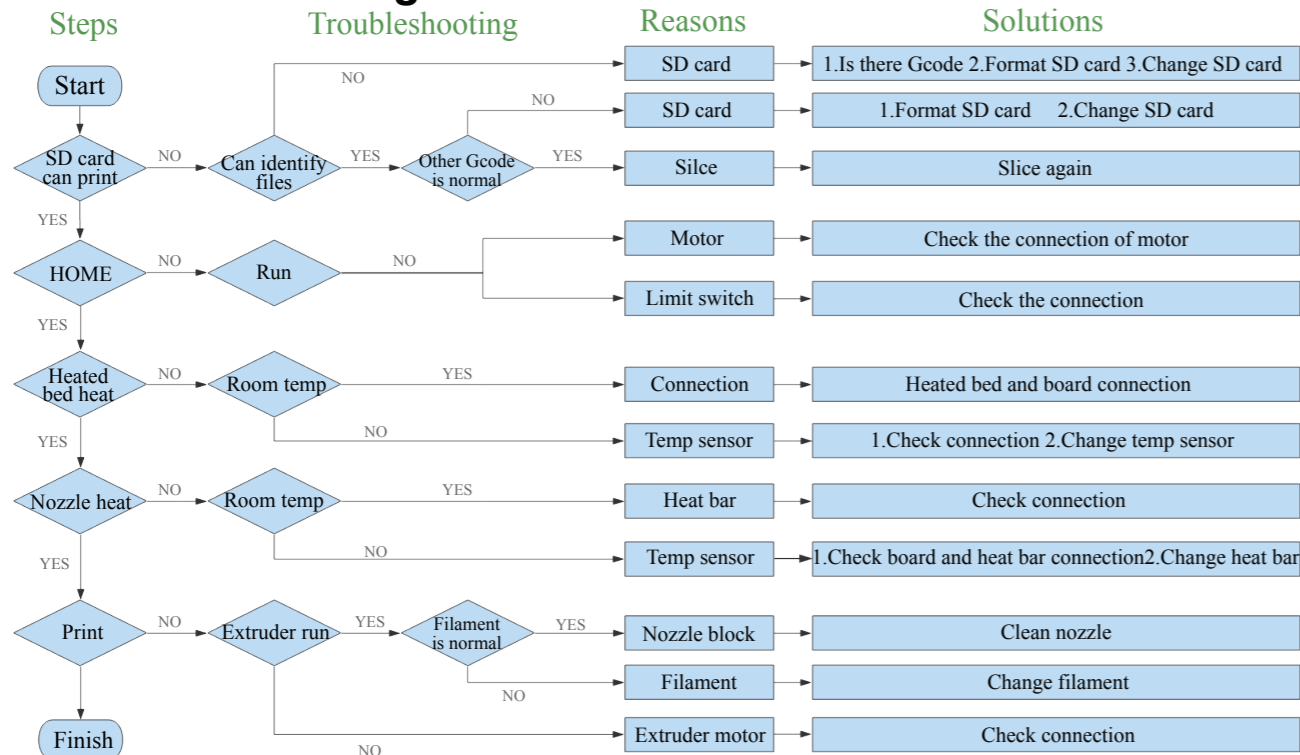 Steps
Troubleshooting
Reasons
Solutions
Start
NO
SD card
1.Is there Gcode 2.Format SD card 3.Change SD card
NO
SD card
1.Format SD card 2.Change SD card
SD card
can print
NO
Can identify
files
YES
Other Gcode
is normal
YES
Silce
Slice again
YES
HOME
NO
Run
NO
Motor
Check the connection of motor
Limit switch
Check the connection
YES
Heated
bed heat
NO
Room temp
YES
Connection
Heated bed and board connection
NO
Temp sensor
1.Check connection 2.Change temp sensor
YES
Nozzle heat
NO
Room temp
YES
Heat bar
Check connection
NO
Temp sensor
1.Check board and heat bar connection2.Change heat bar
YES
Print
NO
Extruder run
YES
Filament
is normal
YES
Nozzle block
Clean nozzle
NO
Filament
Change filament
NO
Extruder motor
Check connection
Finish